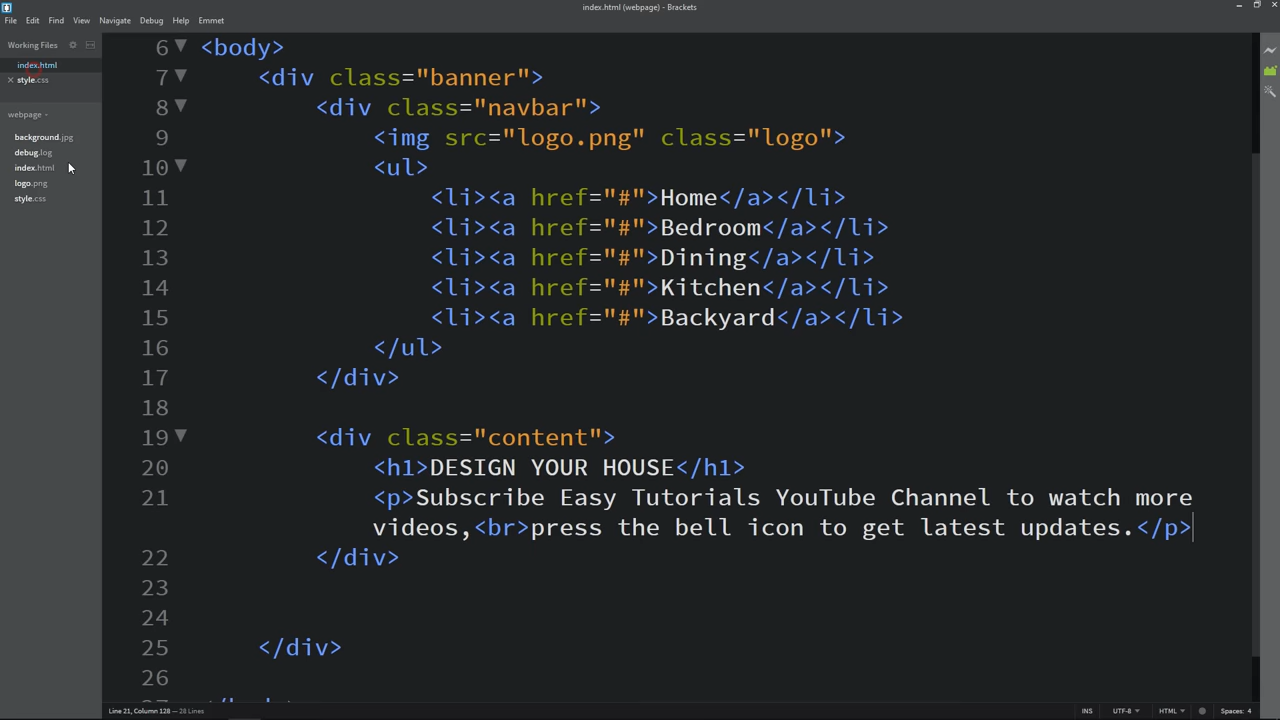 index.html (webpage) - Brackets
File Edit Find View Navigate Debug Help Emmet
Working Files
index.html
style.css
webpage
background.jpg
debug.log
index.html
logo.png
style.css
6 <body>
7 <div class="banner">
8 <div class="navbar">
9 <img src="logo.png" class="logo">
10 <ul>
11 <li><a href="#">Home</a></li>
12 <li><a href="#">Bedroom</a></li>
13 <li><a href="#">Dining</a></li>
14 <li><a href="#">Kitchen</a></li>
15 <li><a href="#">Backyard</a></li>
16 </ul>
17 </div>
18
19 <div class="content">
20 <h1>DESIGN YOUR HOUSE</h1>
21 <p>Subscribe Easy Tutorials YouTube Channel to watch more
videos,<br>press the bell icon to get latest updates.</p>
22 </div>
23
24
25 </div>
26
Line 21, Column 128 — 28 Lines
INS UTF-8 HTML Spaces: 4